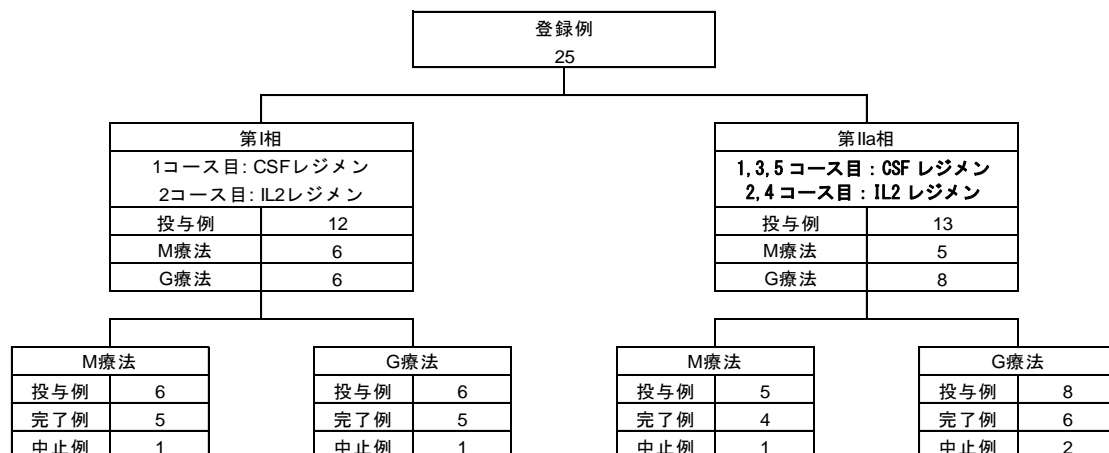 登録例
25
第I相
1コース目: CSFレジメン
2コース目: IL2レジメン
投与例 12
M療法 6
G療法 6
第IIa相
1,3,5 コース目：CSF レジメン
2,4 コース目：IL2 レジメン
投与例 13
M療法 5
G療法 8
M療法
投与例 6
完了例 5
中止例 1
G療法
投与例 6
完了例 5
中止例 1
M療法
投与例 5
完了例 4
中止例 1
G療法
投与例 8
完了例 6
中止例 2